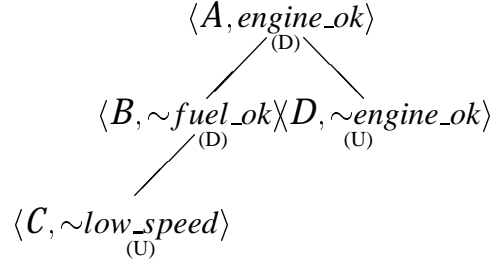 ⟨A, engine_ok⟩
(D)
⟨B, ∼fuel_ok⟩⟨D, ∼engine_ok⟩
(D) (U)
⟨C, ∼low_speed⟩
(U)